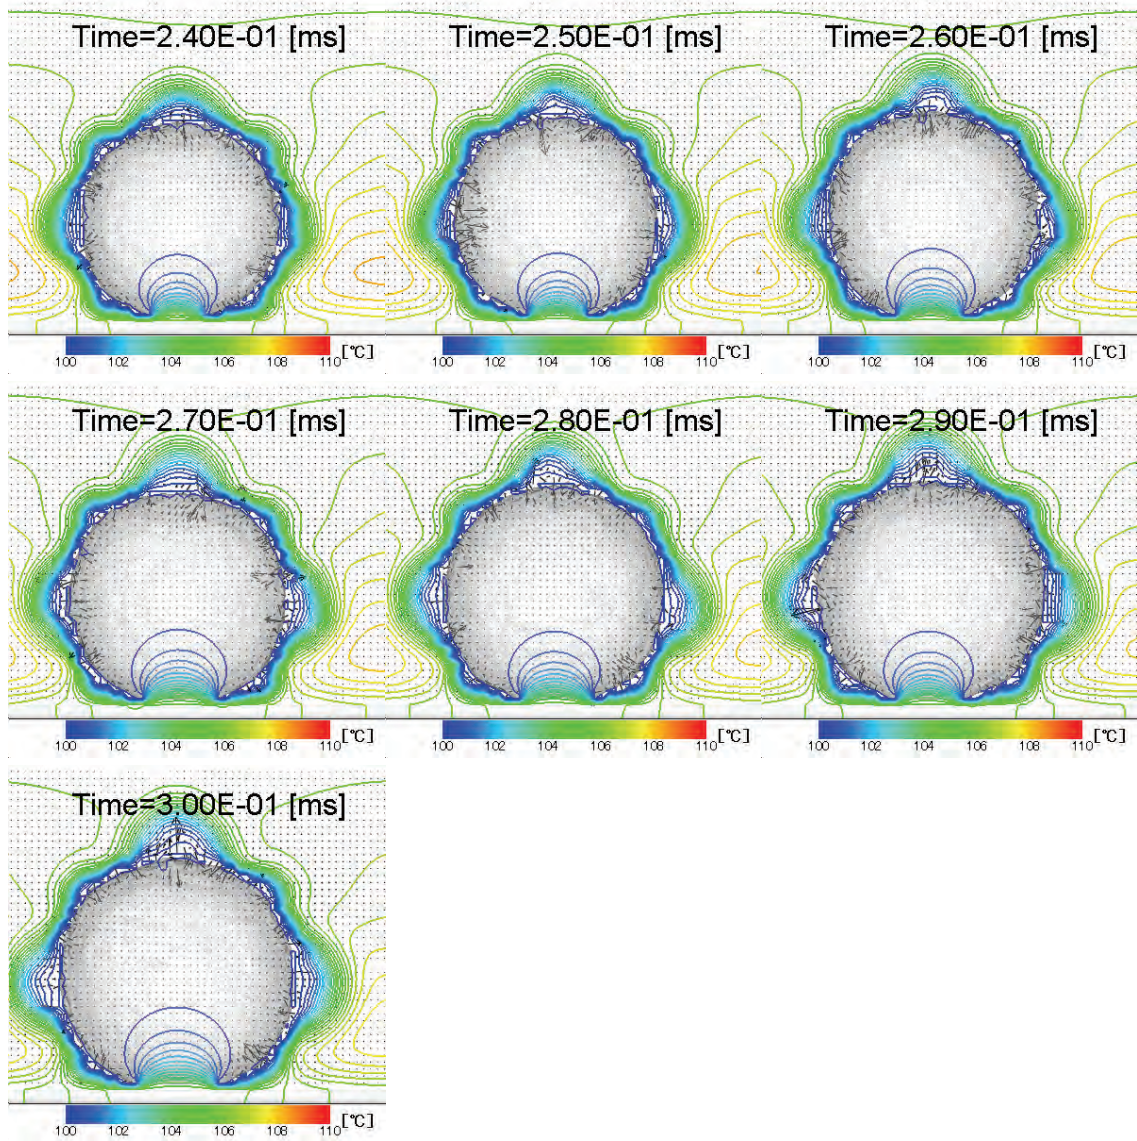 Time=2.40E-01 [ms]
Time=2.50E-01 [ms]
Time=2.60E-01 [ms]
100 102 104 106 108 110 [℃]
100 102 104 106 108 110 [℃]
100 102 104 106 108 110 [℃]
Time=2.70E-01 [ms]
Time=2.80E-01 [ms]
Time=2.90E-01 [ms]
100 102 104 106 108 110 [℃]
100 102 104 106 108 110 [℃]
100 102 104 106 108 110 [℃]
Time=3.00E-01 [ms]
100 102 104 106 108 110 [℃]